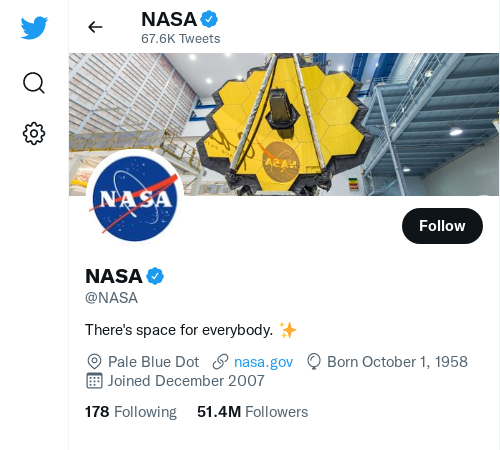 NASA
67.6K Tweets
NASA
Follow
NASA
@NASA
There's space for everybody. ✨
Pale Blue Dot nasa.gov Born October 1, 1958
Joined December 2007
178 Following 51.4M Followers